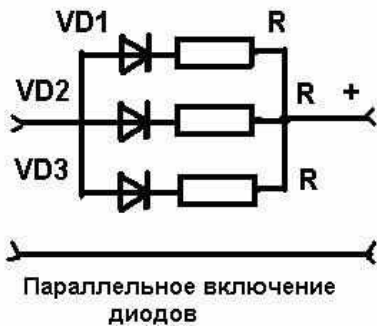 VD1 R
VD2 R +
VD3 R
Параллельное включение
диодов